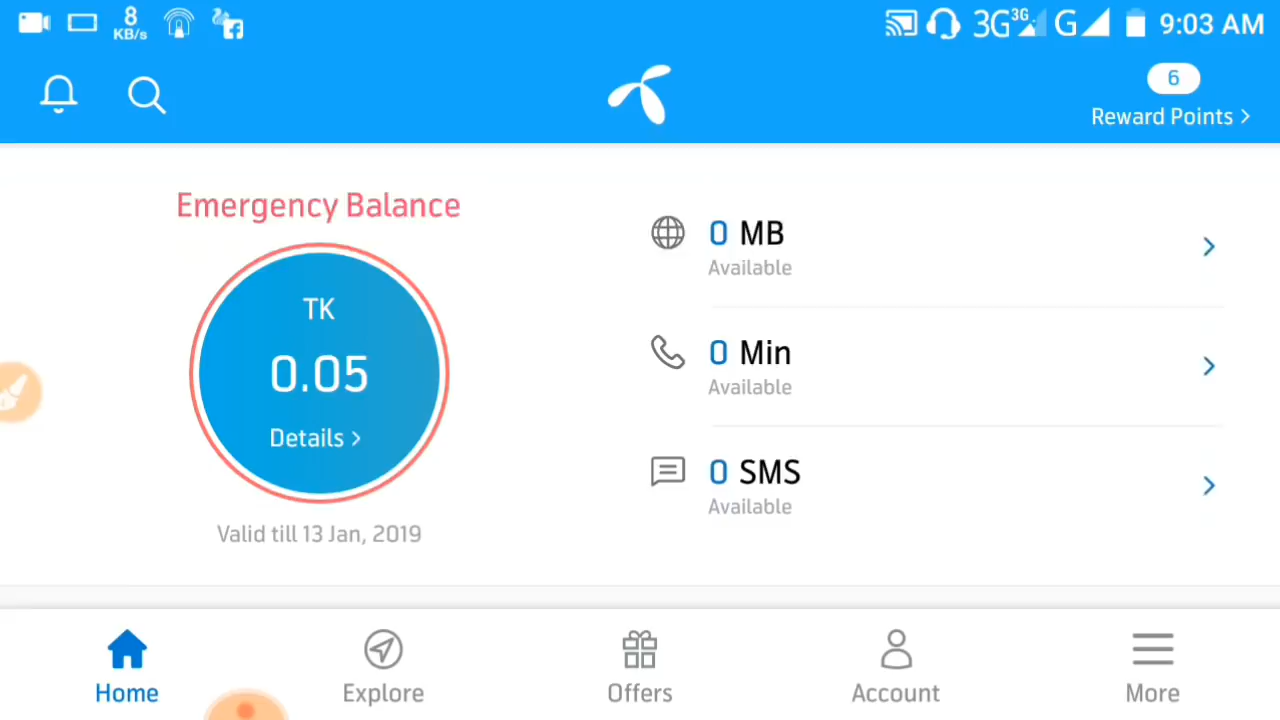 8
KB/s
3G 3G G 9:03 AM
6
Reward Points >
Emergency Balance
TK
0.05
Details >
Valid till 13 Jan, 2019
0 MB
Available
0 Min
Available
0 SMS
Available
Home
Explore
Offers
Account
More